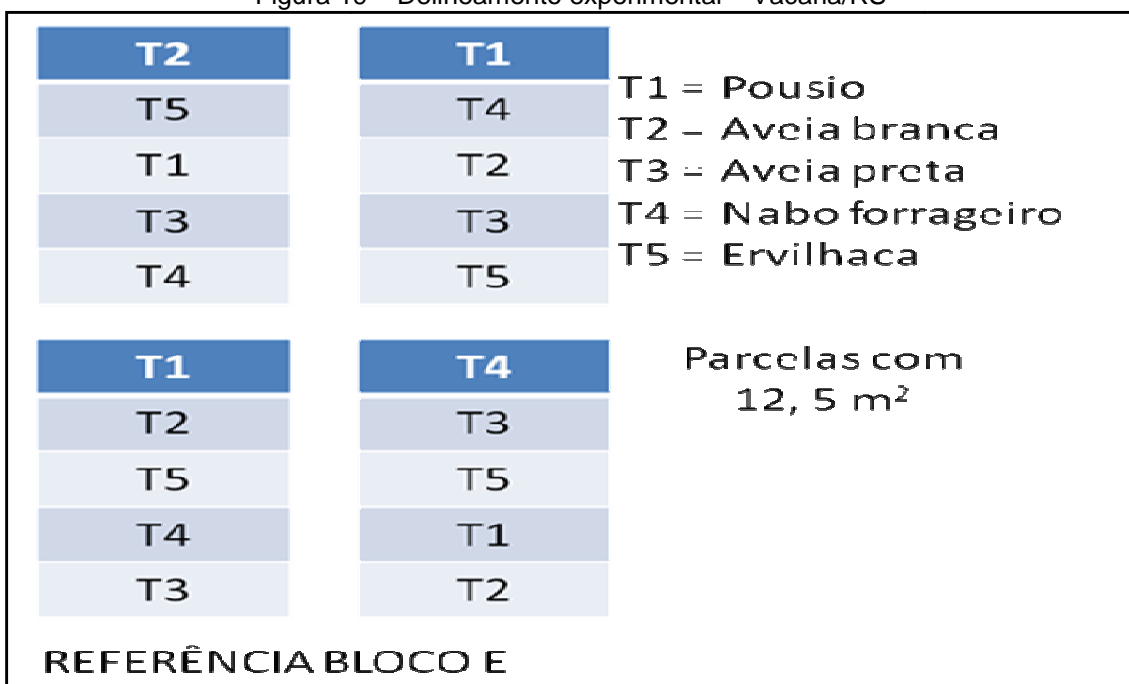 T2 T1
T5 T4
T1 T2
T3 T3
T4 T5
T1 = Pousio
T2 – Aveia branca
T3 = Aveia preta
T4 = Nabo forrageiro
T5 = Ervilhaca
T1 T4
T2 T3
T5 T5
T4 T1
T3 T2
Parcelas com
12, 5 m²
REFERÊNCIA BLOCO E